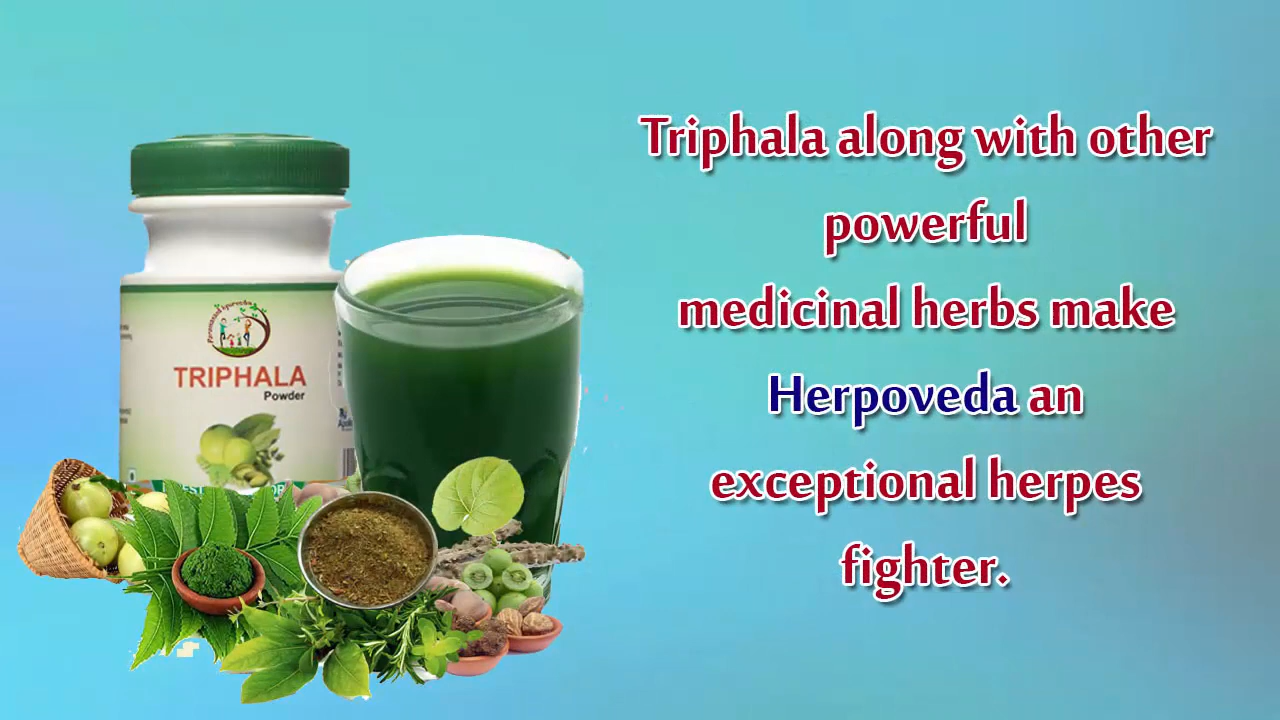 Triphala along with other
powerful
medicinal herbs make
Herpoveda an
exceptional herpes
fighter.
TRIPHALA
Powder